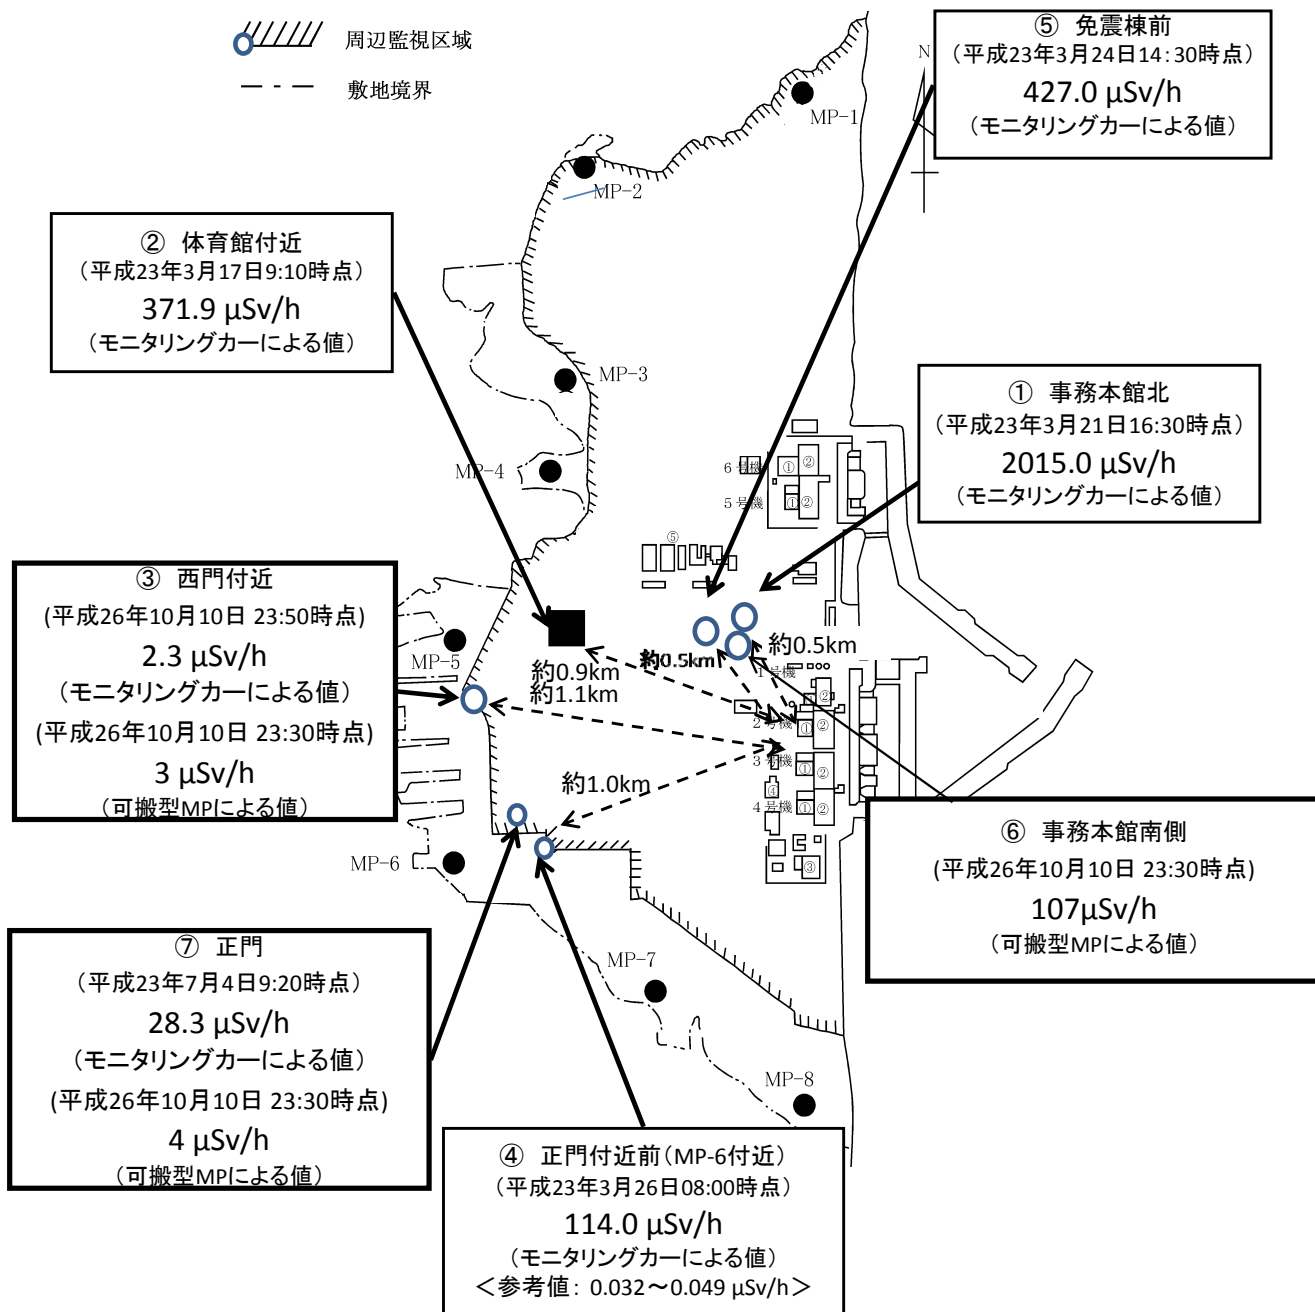 周辺監視区域
敷地境界
⑤ 免震棟前
（平成23年3月24日14:30時点）
427.0 μSv/h
（モニタリングカーによる値）
N
MP-1
MP-2
② 体育館付近
（平成23年3月17日9:10時点）
371.9 μSv/h
（モニタリングカーによる値）
MP-3
① 事務本館北
（平成23年3月21日16:30時点）
2015.0 μSv/h
（モニタリングカーによる値）
MP-4
6号機
① ②
5号機
① ②
⑤
③ 西門付近
(平成26年10月10日 23:50時点)
2.3 μSv/h
（モニタリングカーによる値）
(平成26年10月10日 23:30時点)
3 μSv/h
（可搬型MPによる値）
MP-5
約0.9km
約1.1km
約0.5km
約0.5km
1号機
②
2号機
① ②
3号機
① ②
④
4号機
① ②
③
約1.0km
MP-6
⑥ 事務本館南側
(平成26年10月10日 23:30時点)
107μSv/h
（可搬型MPによる値）
⑦ 正門
（平成23年7月4日9:20時点）
28.3 μSv/h
（モニタリングカーによる値）
(平成26年10月10日 23:30時点)
4 μSv/h
（可搬型MPによる値）
MP-7
MP-8
④ 正門付近前（MP-6付近）
（平成23年3月26日08:00時点）
114.0 μSv/h
（モニタリングカーによる値）
＜参考値: 0.032～0.049 μSv/h＞